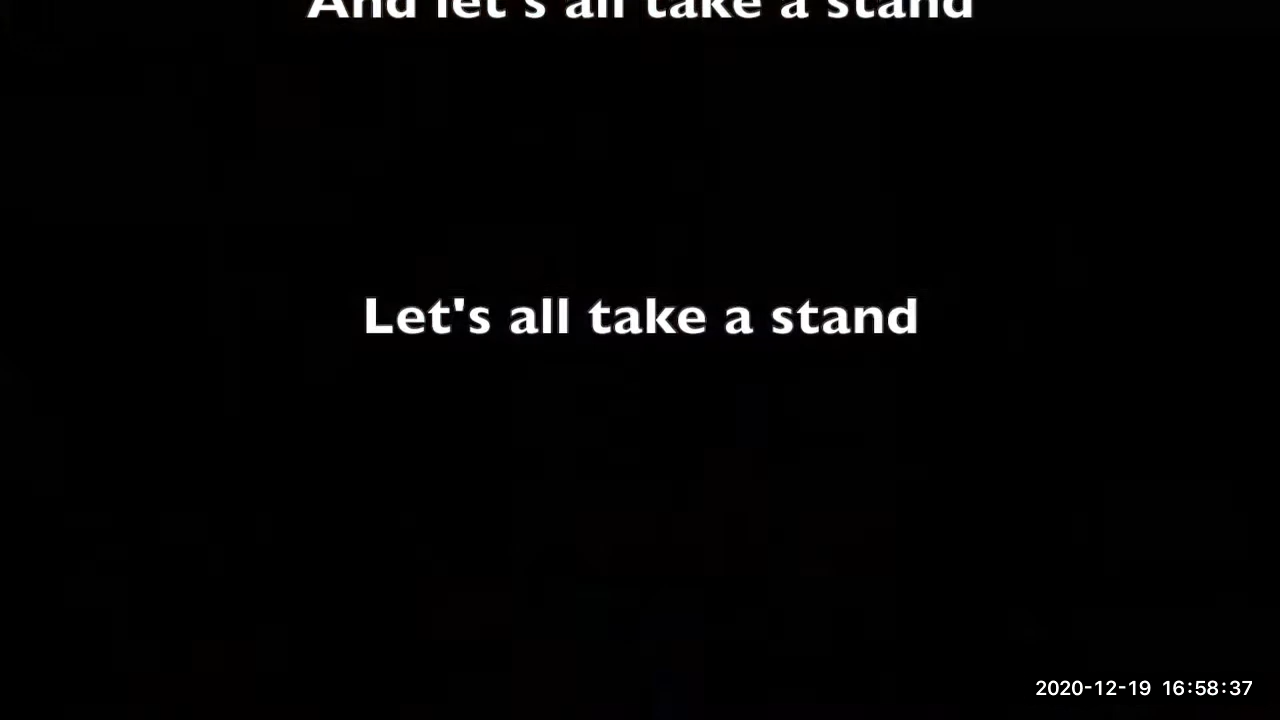 And let's all take a stand
Let's all take a stand
2020-12-19 16:58:37